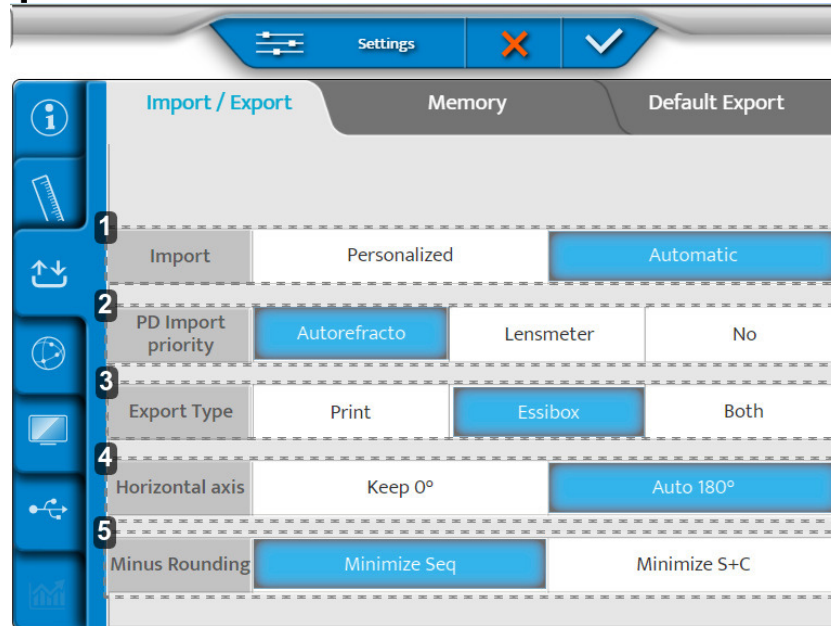 Settings
Import / Export Memory Default Export
1
Import Personalized Automatic
2
PD Import
priority Autorefracto Lensmeter No
3
Export Type Print Essibox Both
4
Horizontal axis Keep 0° Auto 180°
5
Minus Rounding Minimize Seq Minimize S+C